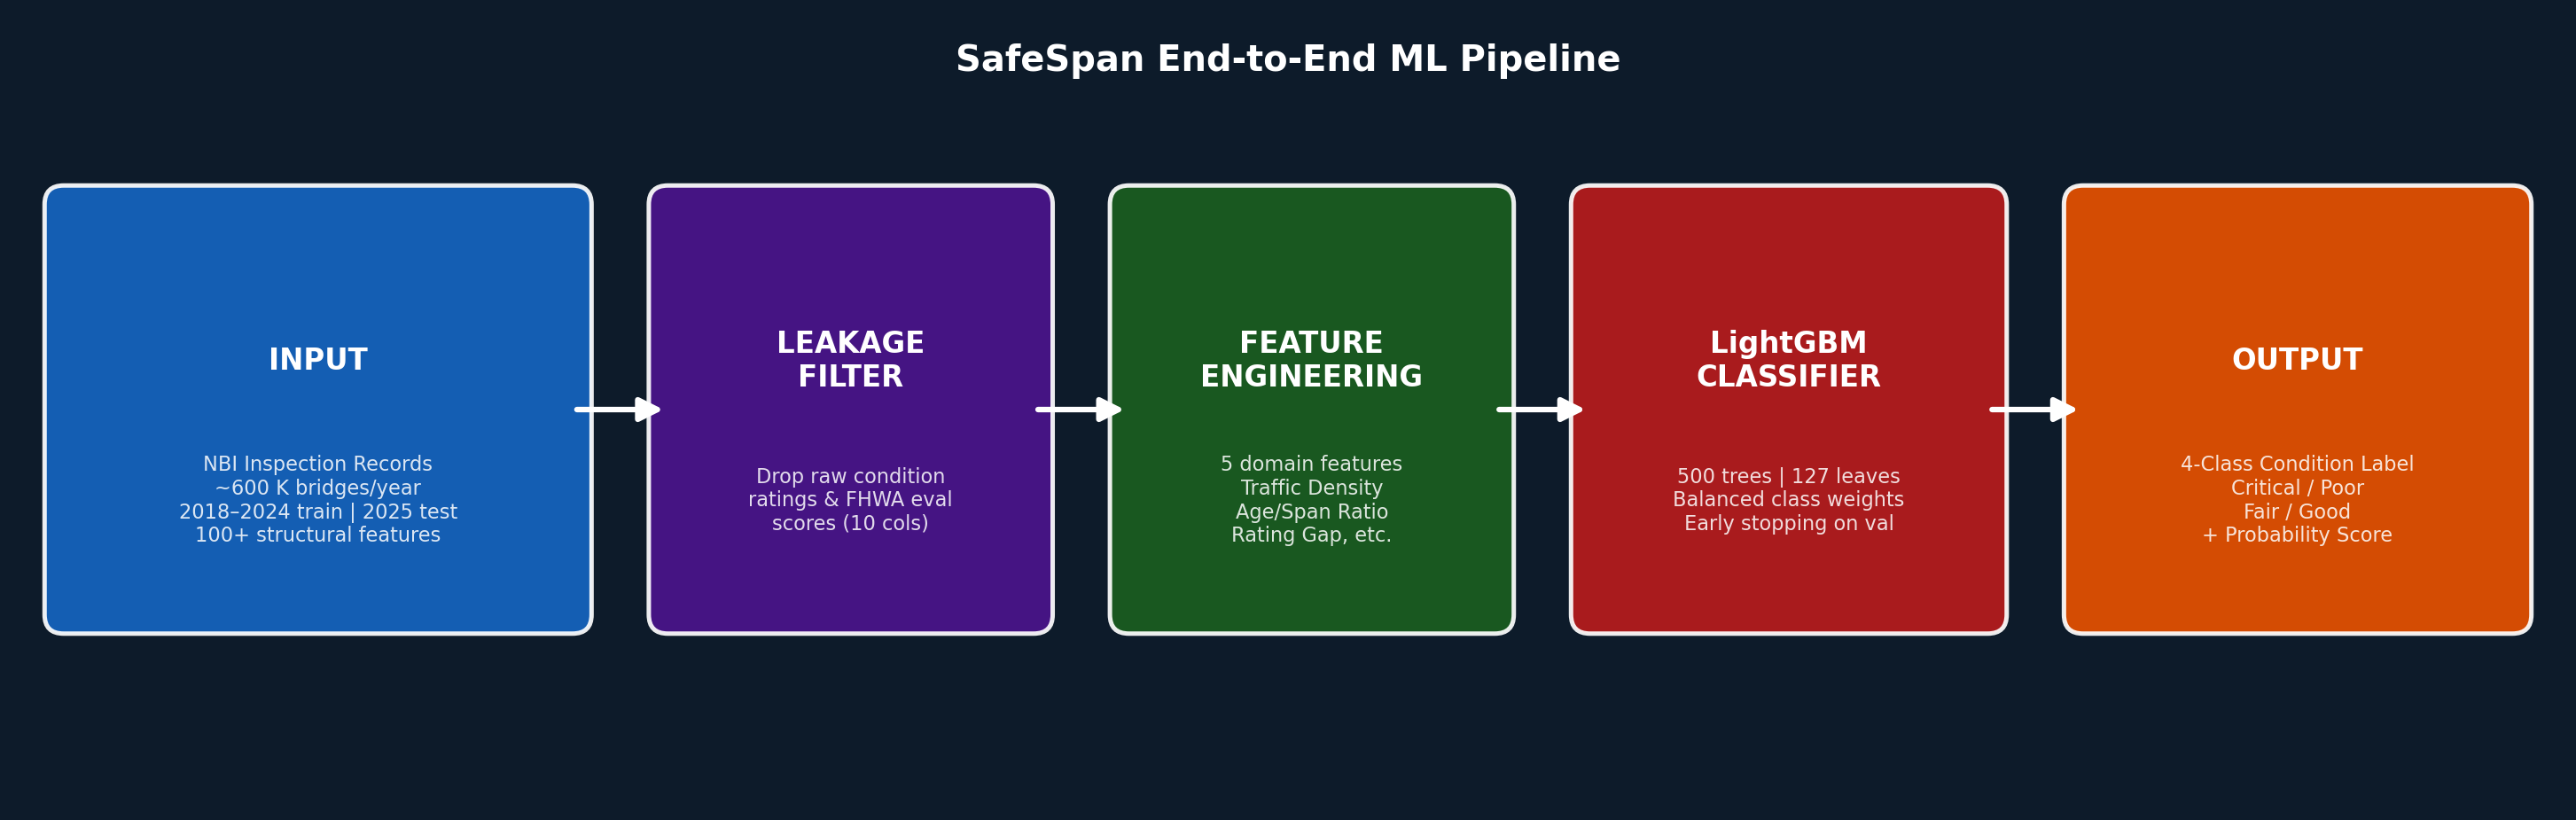 SafeSpan End-to-End ML Pipeline
INPUT
NBI Inspection Records
~600 K bridges/year
2018–2024 train | 2025 test
100+ structural features
LEAKAGE
FILTER
Drop raw condition
ratings & FHWA eval
scores (10 cols)
FEATURE
ENGINEERING
5 domain features
Traffic Density
Age/Span Ratio
Rating Gap, etc.
LightGBM
CLASSIFIER
500 trees | 127 leaves
Balanced class weights
Early stopping on val
OUTPUT
4-Class Condition Label
Critical / Poor
Fair / Good
+ Probability Score